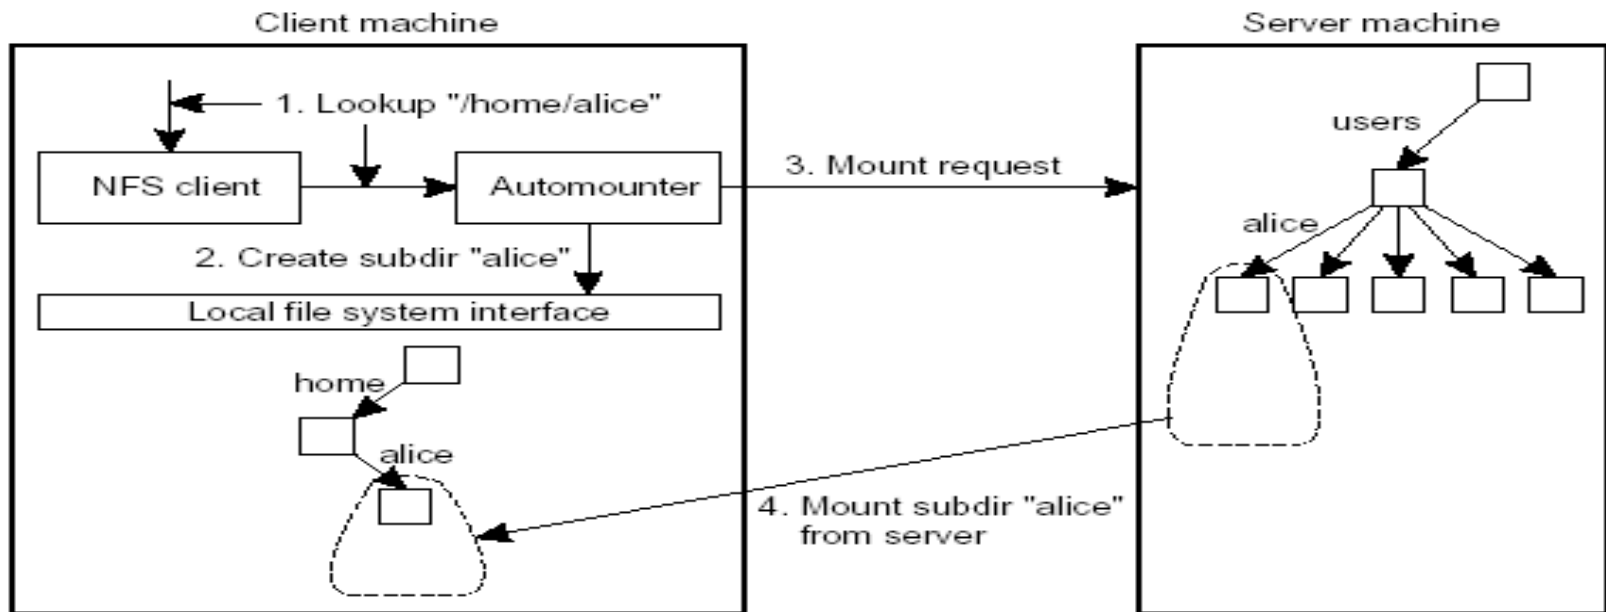 Client machine
Server machine
1. Lookup "/home/alice"
users
3. Mount request
NFS client
Automounter
alice
2. Create subdir "alice"
Local file system interface
home
alice
4. Mount subdir "alice"
from server